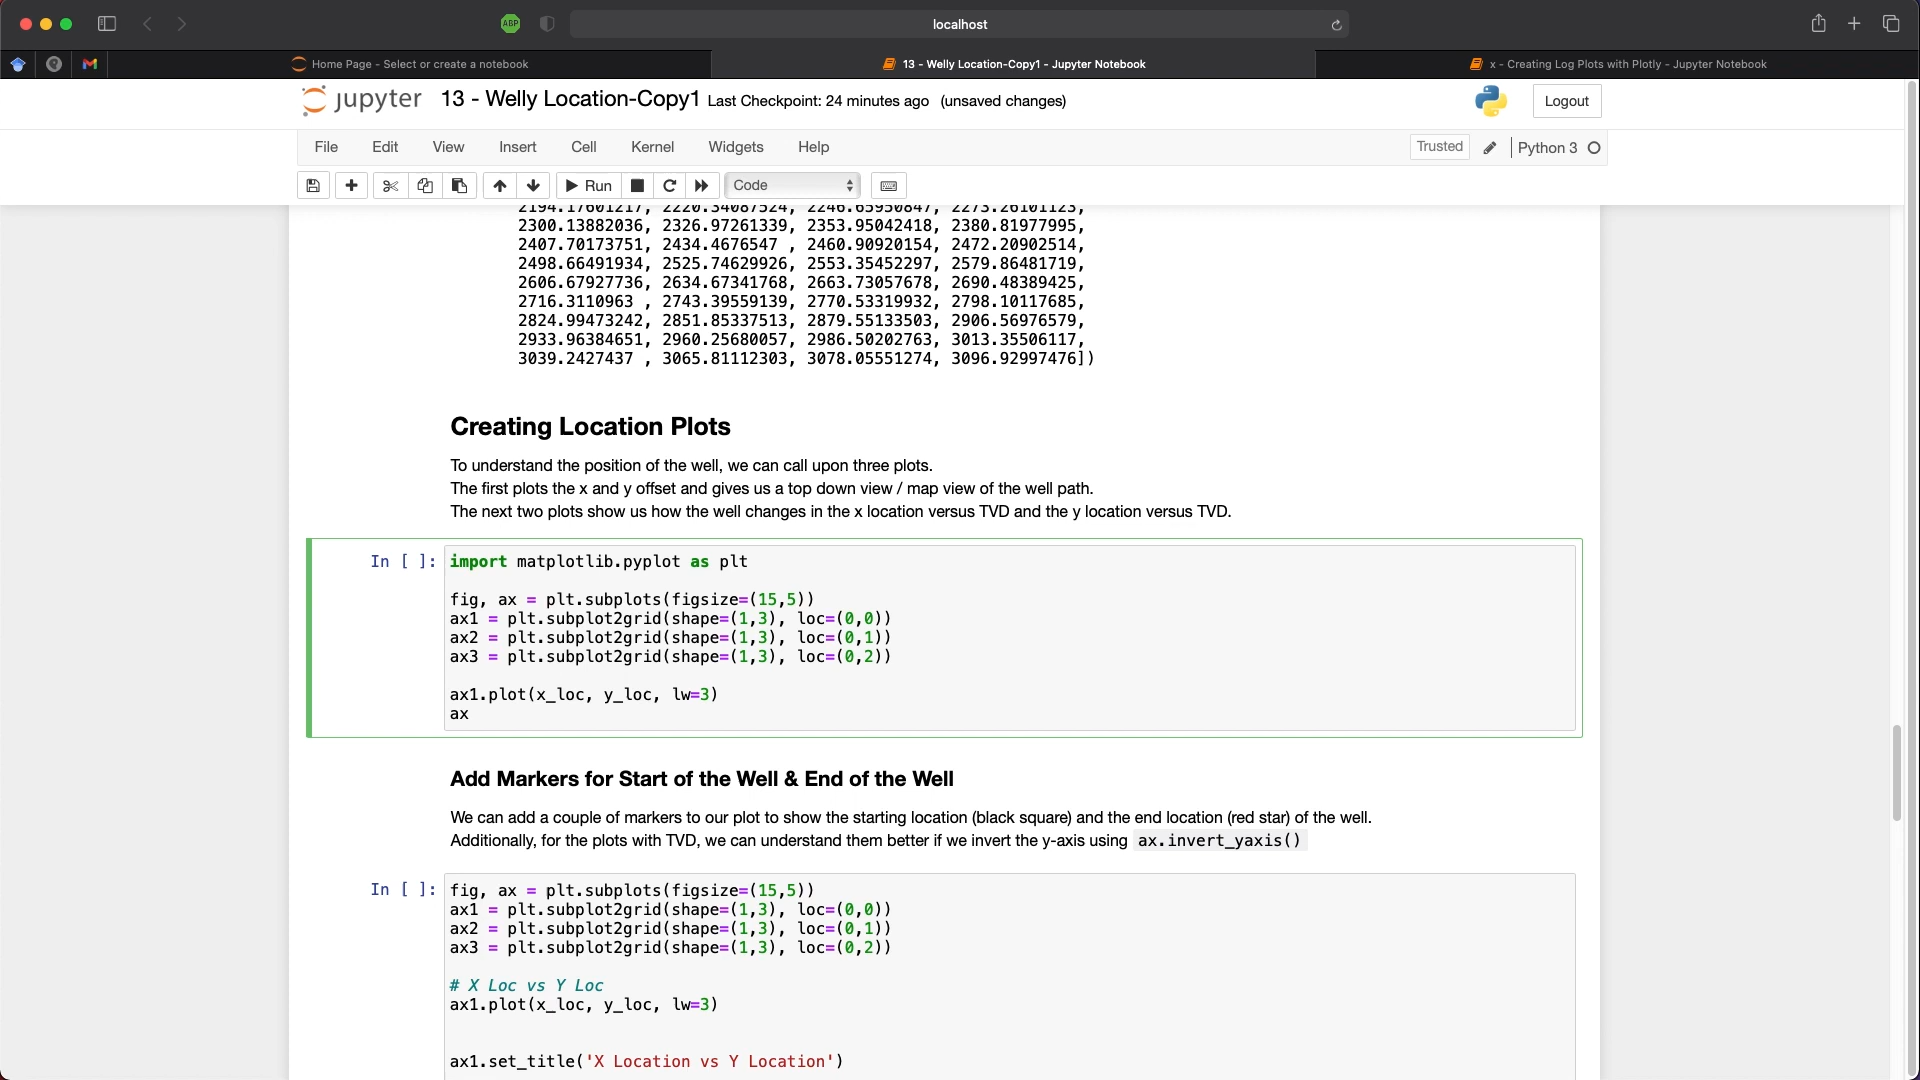 ABP
localhost
Home Page - Select or create a notebook
13 - Welly Location-Copy1 - Jupyter Notebook
x - Creating Log Plots with Plotly - Jupyter Notebook
jupyter 13 - Welly Location-Copy1 Last Checkpoint: 24 minutes ago (unsaved changes)
Logout
File Edit View Insert Cell Kernel Widgets Help
Trusted
Python 3
Run
Code
2194.17601217, 2220.34087524, 2246.65950847, 2273.26101123,
2300.13882036, 2326.97261339, 2353.95042418, 2380.81977995,
2407.70173751, 2434.4676547 , 2460.90920154, 2472.20902514,
2498.66491934, 2525.74629926, 2553.35452297, 2579.86481719,
2606.67927736, 2634.67341768, 2663.73057678, 2690.48389425,
2716.3110963 , 2743.39559139, 2770.53319932, 2798.10117685,
2824.99473242, 2851.85337513, 2879.55133503, 2906.56976579,
2933.96384651, 2960.25680057, 2986.50202763, 3013.35506117,
3039.2427437 , 3065.81112303, 3078.05551274, 3096.92997476])
Creating Location Plots
To understand the position of the well, we can call upon three plots.
The first plots the x and y offset and gives us a top down view / map view of the well path.
The next two plots show us how the well changes in the x location versus TVD and the y location versus TVD.
In [ ]: import matplotlib.pyplot as plt
fig, ax = plt.subplots(figsize=(15,5))
ax1 = plt.subplot2grid(shape=(1,3), loc=(0,0))
ax2 = plt.subplot2grid(shape=(1,3), loc=(0,1))
ax3 = plt.subplot2grid(shape=(1,3), loc=(0,2))
ax1.plot(x_loc, y_loc, lw=3)
ax
Add Markers for Start of the Well & End of the Well
We can add a couple of markers to our plot to show the starting location (black square) and the end location (red star) of the well.
Additionally, for the plots with TVD, we can understand them better if we invert the y-axis using ax.invert_yaxis()
In [ ]: fig, ax = plt.subplots(figsize=(15,5))
ax1 = plt.subplot2grid(shape=(1,3), loc=(0,0))
ax2 = plt.subplot2grid(shape=(1,3), loc=(0,1))
ax3 = plt.subplot2grid(shape=(1,3), loc=(0,2))
# X Loc vs Y Loc
ax1.plot(x_loc, y_loc, lw=3)
ax1.set_title('X Location vs Y Location')